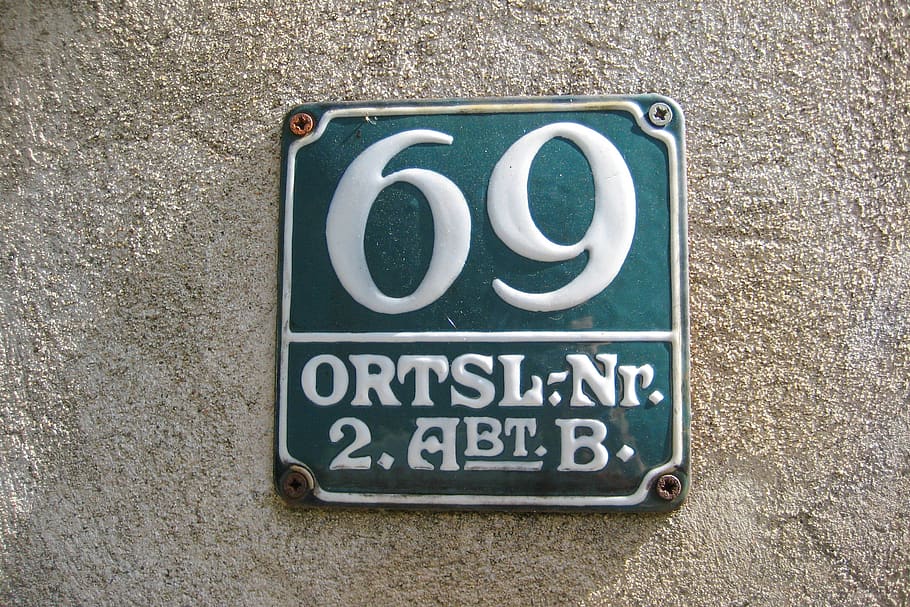 69
ORTSL.-Nr.
2. ABT. B.